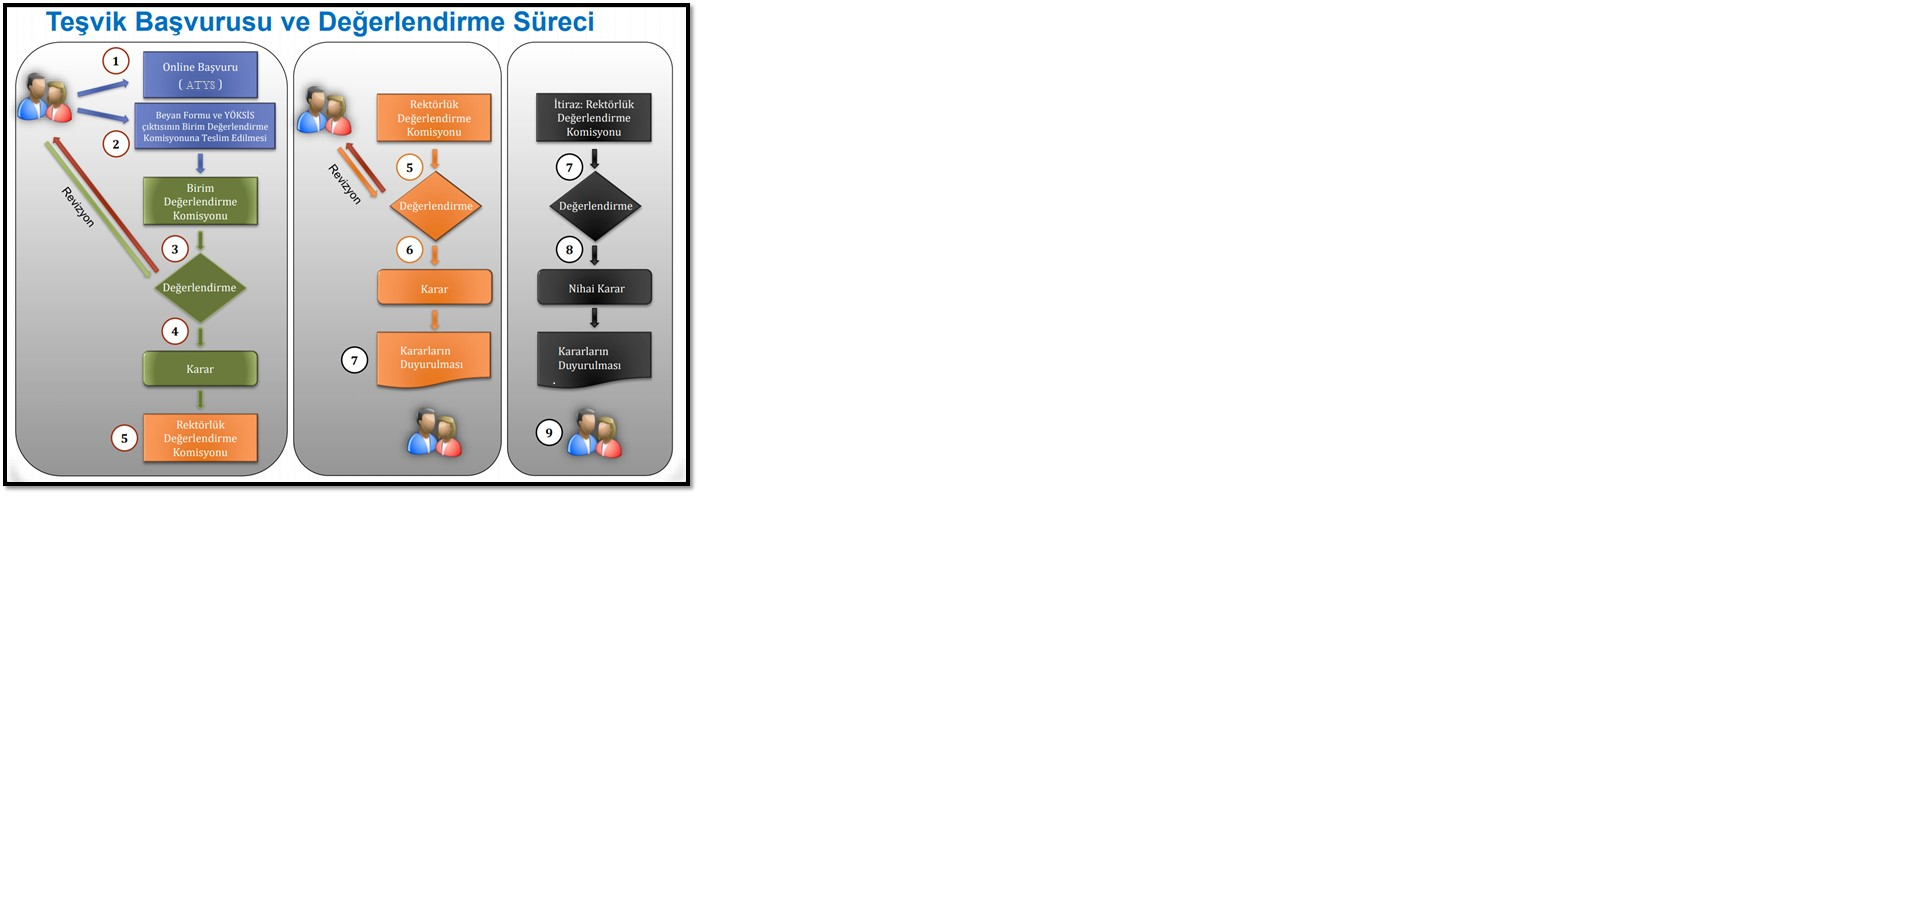 Teşvik Başvurusu ve Değerlendirme Süreci
1
Online Başvuru
( ATYS )
Beyan Formu ve YÖKSİS
çıktısının Birim Değerlendirme
Komisyonuna Teslim Edilmesi
2
Birim
Değerlendirme
Komisyonu
Revizyon
3
Değerlendirme
4
Karar
5
Rektörlük
Değerlendirme
Komisyonu
Rektörlük
Değerlendirme
Komisyonu
Revizyon
5
Değerlendirme
6
Karar
7
Kararların
Duyurulması
İtiraz: Rektörlük
Değerlendirme
Komisyonu
7
Değerlendirme
8
Nihai Karar
Kararların
Duyurulması
.
9